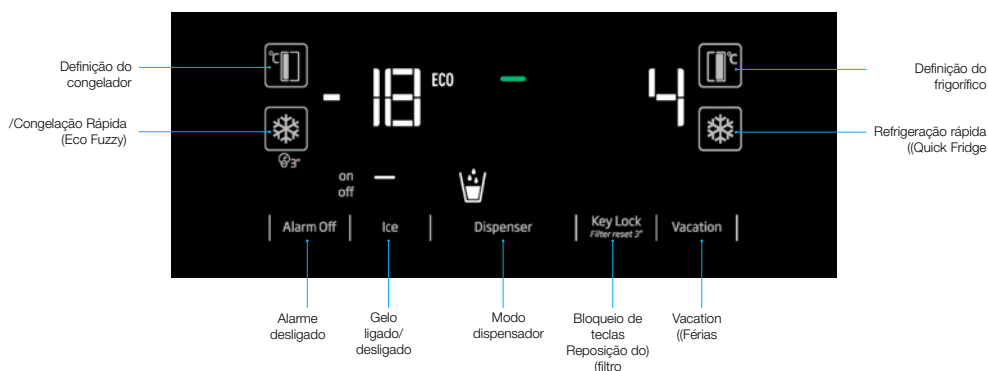 Definição do
congelador
/Congelação Rápida
(Eco Fuzzy)
°C
- 18 ECO
4
°C
3"
on
off
Alarm Off
Ice
Dispenser
Key Lock
Filter reset 3"
Vacation
Definição do
frigorífico
Refrigeração rápida
((Quick Fridge
Alarme
desligado
Gelo
ligado/
desligado
Modo
dispensador
Bloqueio de
teclas
Reposição do)
(filtro
Vacation
((Férias